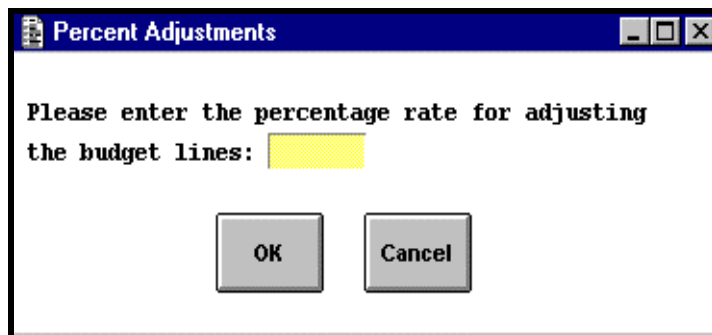 Percent Adjustments
Please enter the percentage rate for adjusting
the budget lines:
OK Cancel